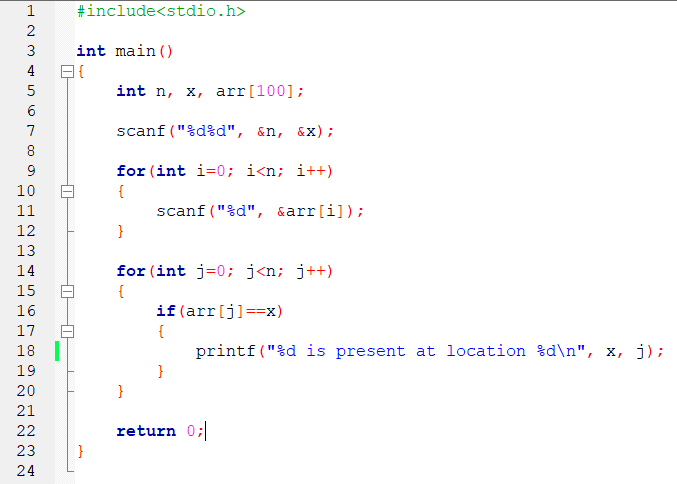 1 #include<stdio.h>
2
3 int main()
4 {
5     int n, x, arr[100];
6
7     scanf("%d%d", &n, &x);
8
9     for(int i=0; i<n; i++)
10     {
11         scanf("%d", &arr[i]);
12     }
13
14     for(int j=0; j<n; j++)
15     {
16         if(arr[j]==x)
17         {
18             printf("%d is present at location %d\n", x, j);
19         }
20     }
21
22     return 0;
23 }
24